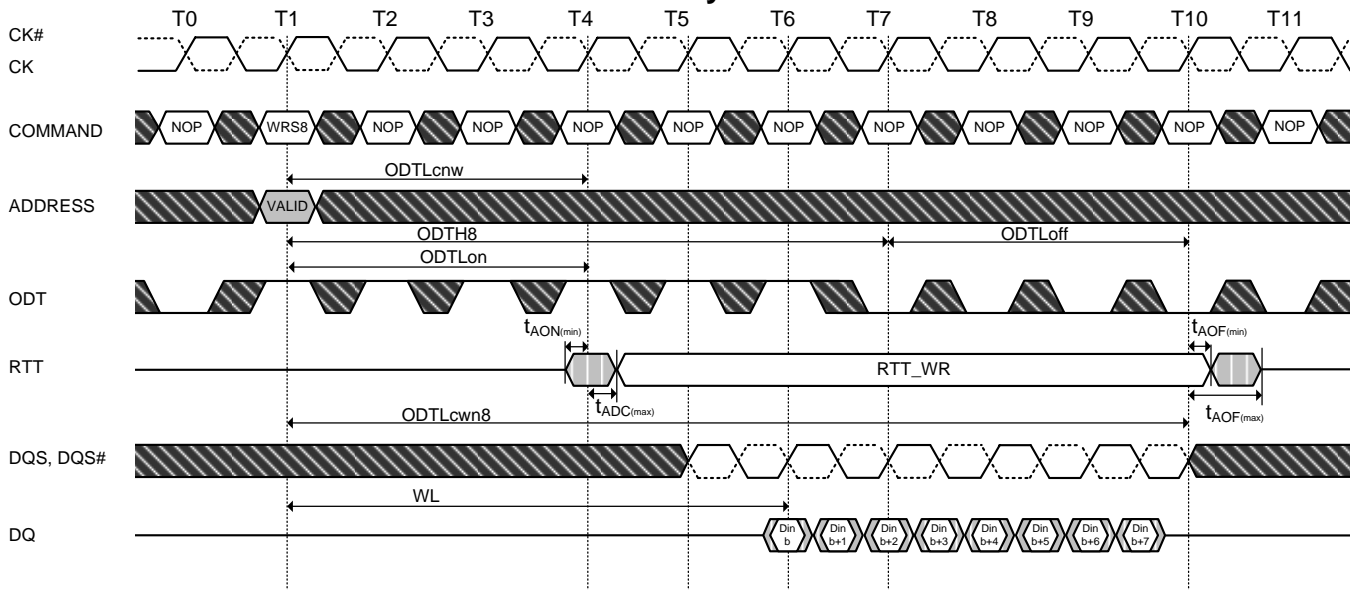 T0 T1 T2 T3 T4 T5 T6 T7 T8 T9 T10 T11
CK#
CK
COMMAND NOP WRS8 NOP NOP NOP NOP NOP NOP NOP NOP NOP NOP
ODTLcnw
ADDRESS VALID
ODTH8 ODTLoff
ODTLon
ODT
tAON(min) tAOF(min)
RTT RTT_WR
tADC(max) tAOF(max)
ODTLcwn8
DQS, DQS#
WL
DQ Din b Din b+1 Din b+2 Din b+3 Din b+4 Din b+5 Din b+6 Din b+7